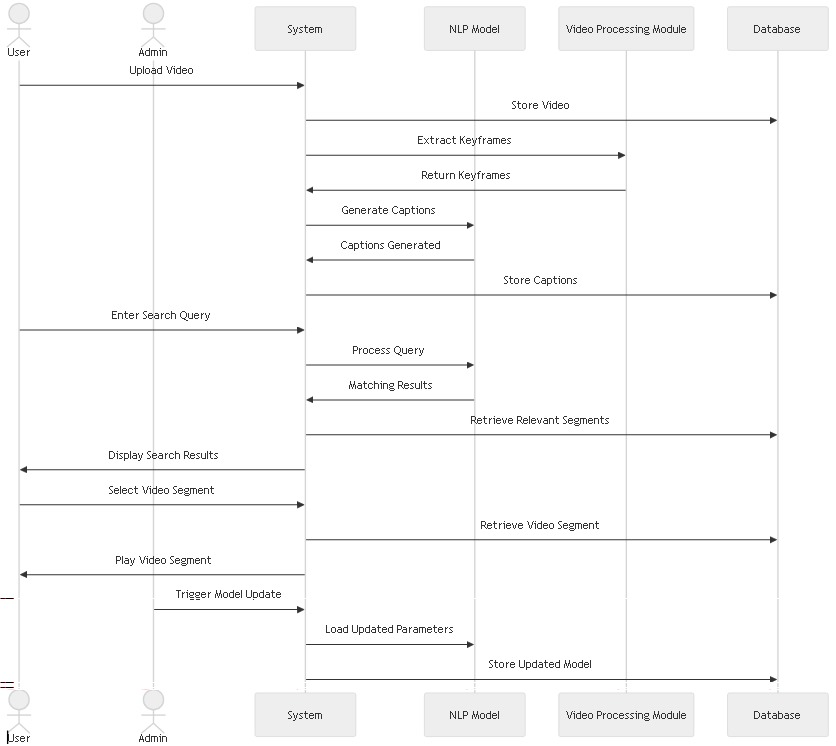 User
Admin
System
NLP Model
Video Processing Module
Database
Upload Video
Store Video
Extract Keyframes
Return Keyframes
Generate Captions
Captions Generated
Store Captions
Enter Search Query
Process Query
Matching Results
Retrieve Relevant Segments
Display Search Results
Select Video Segment
Retrieve Video Segment
Play Video Segment
Trigger Model Update
Load Updated Parameters
Store Updated Model
User
Admin
System
NLP Model
Video Processing Module
Database